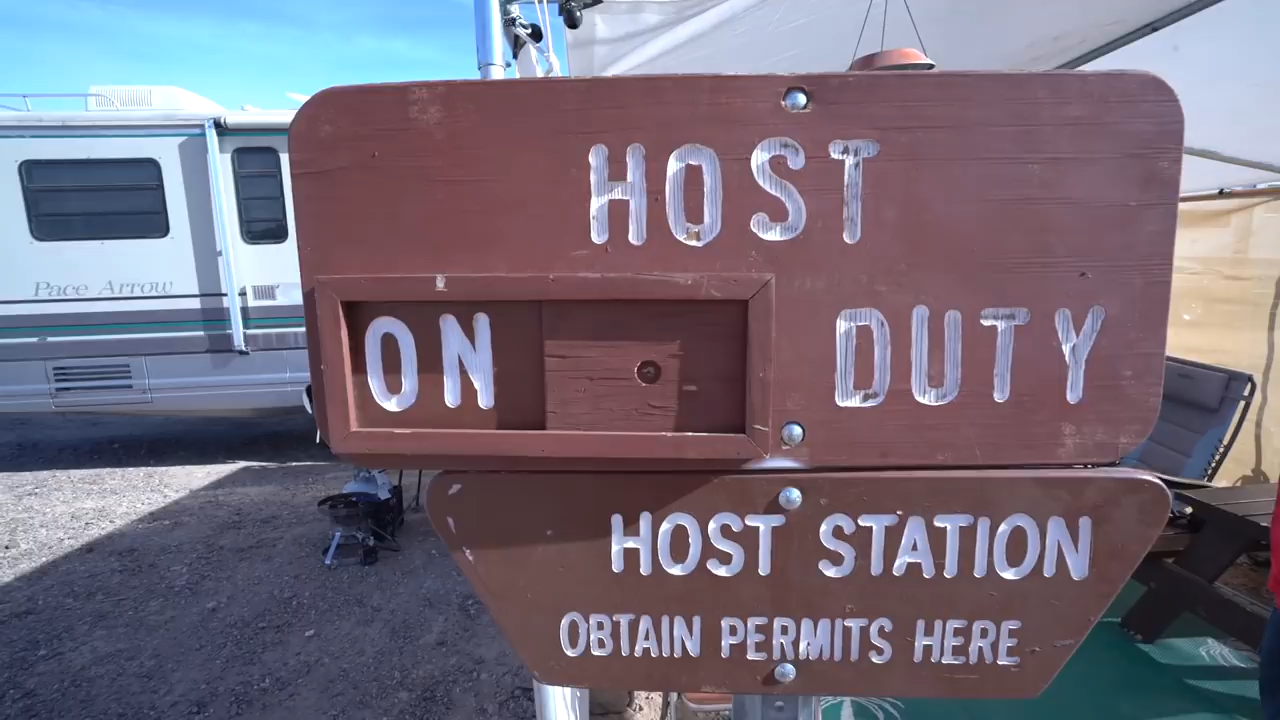 HOST
ON DUTY
HOST STATION
OBTAIN PERMITS HERE
Pace Arrow